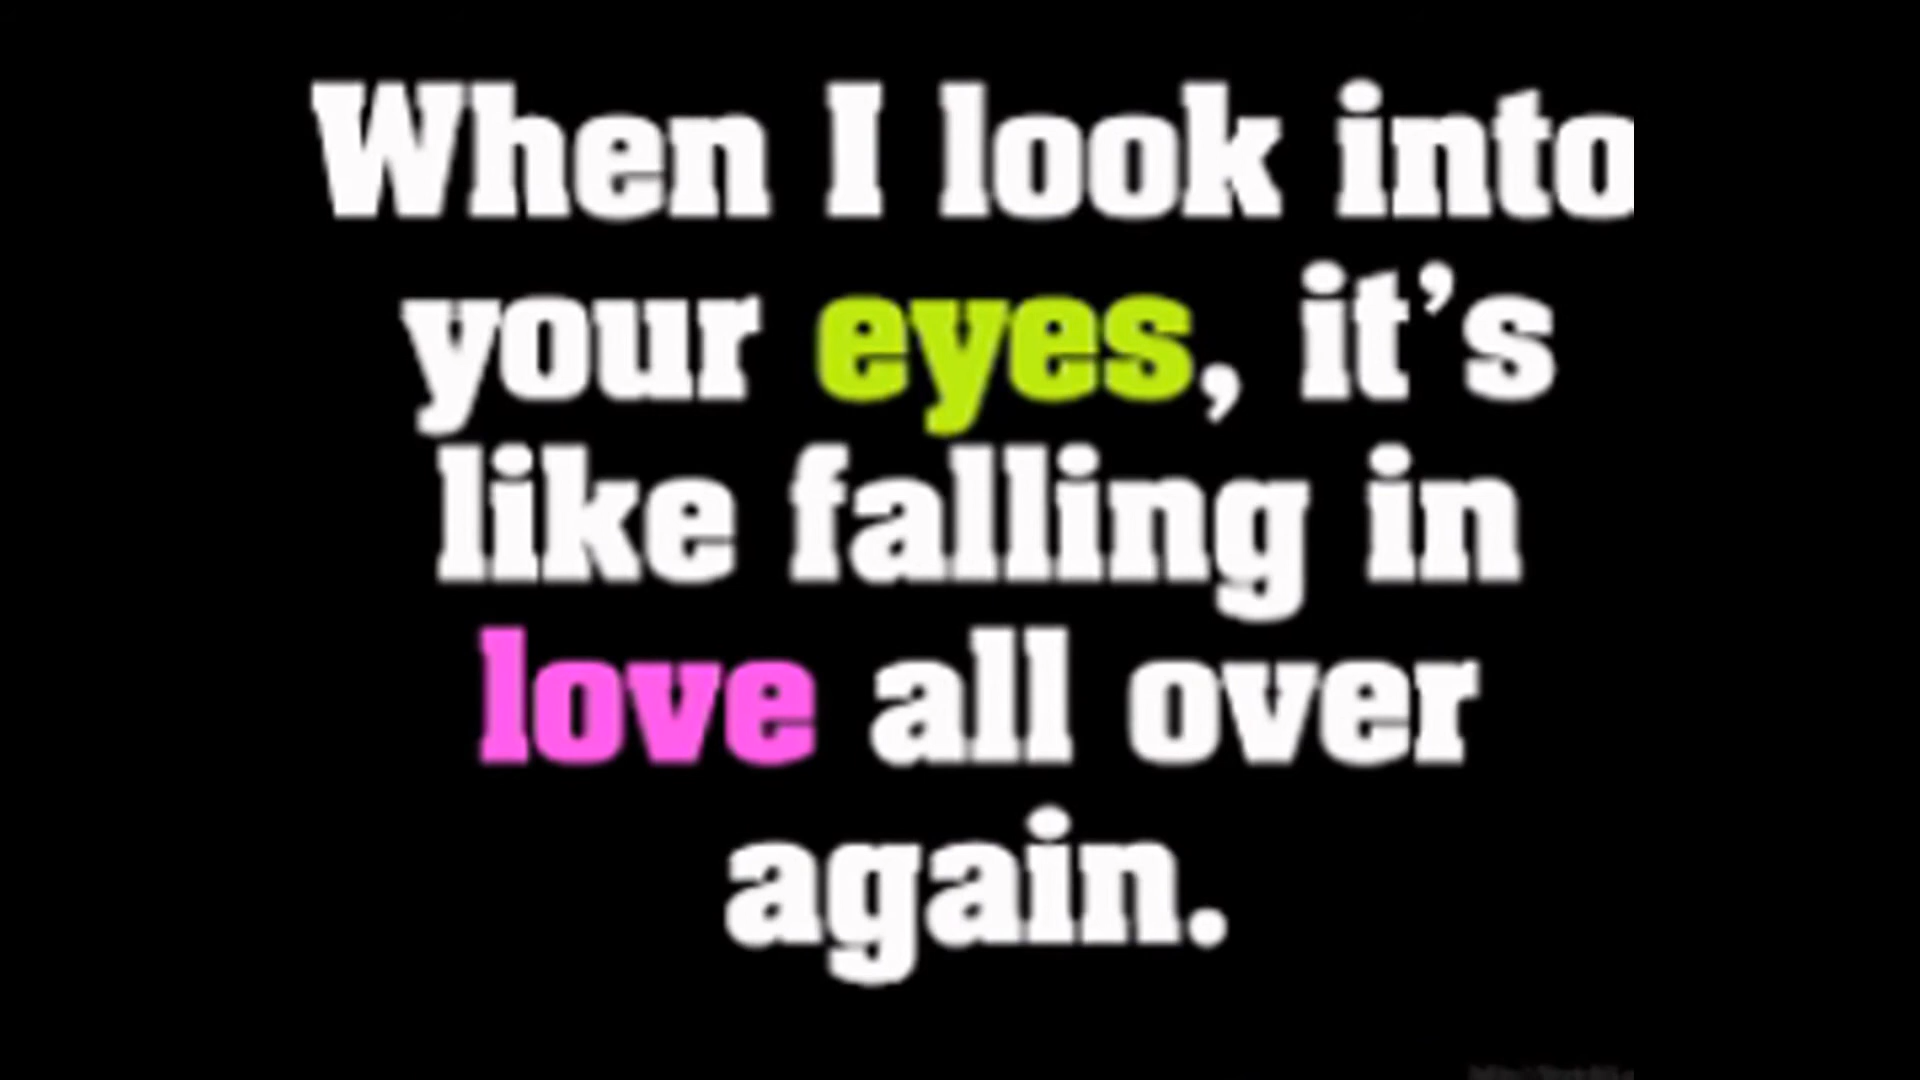 When I look into
your eyes, it’s
like falling in
love all over
again.